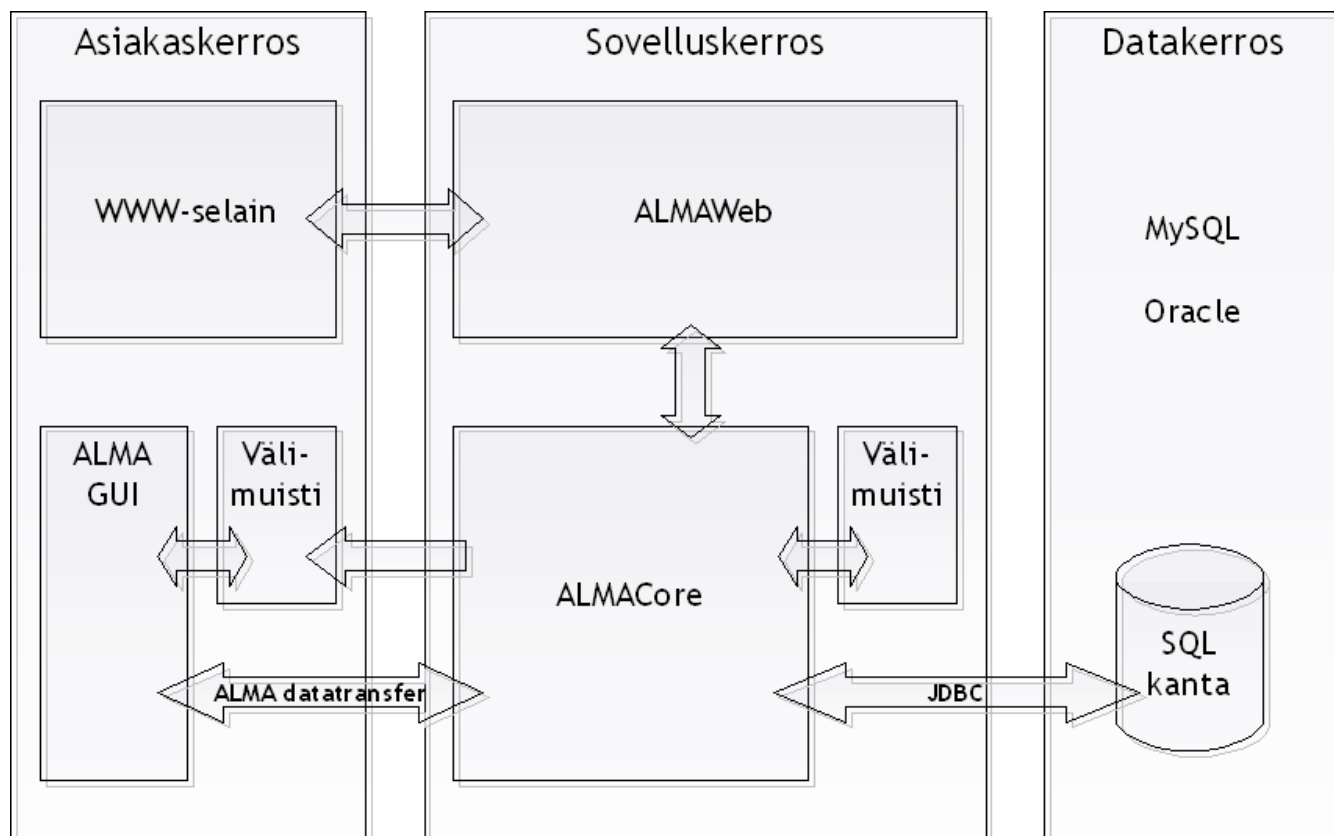 Asiakaskerros
Sovelluskerros
Datakerros
WWW-selain
ALMAWeb
MySQL
Oracle
ALMA
GUI
Väli-
muisti
ALMACore
Väli-
muisti
SQL
kanta
ALMA datatransfer
JDBC